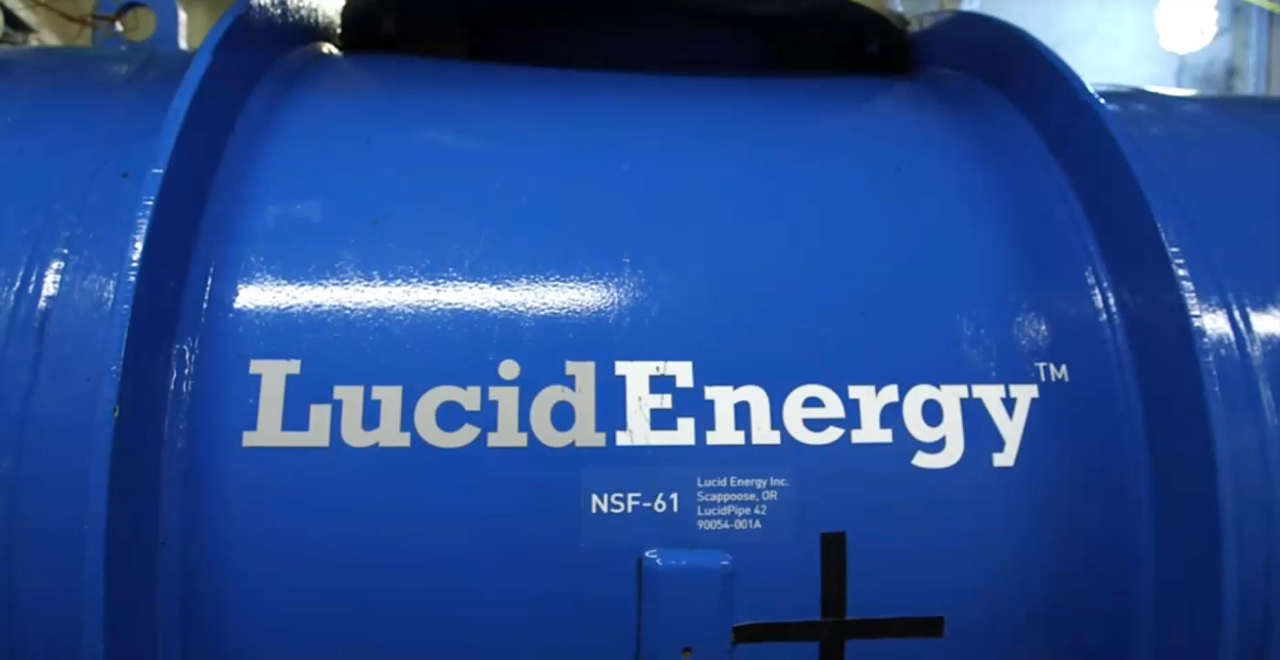 LucidEnergy™
NSF-61
Lucid Energy Inc.
Scappoose, OR
LucidPipe 42
90054-001A